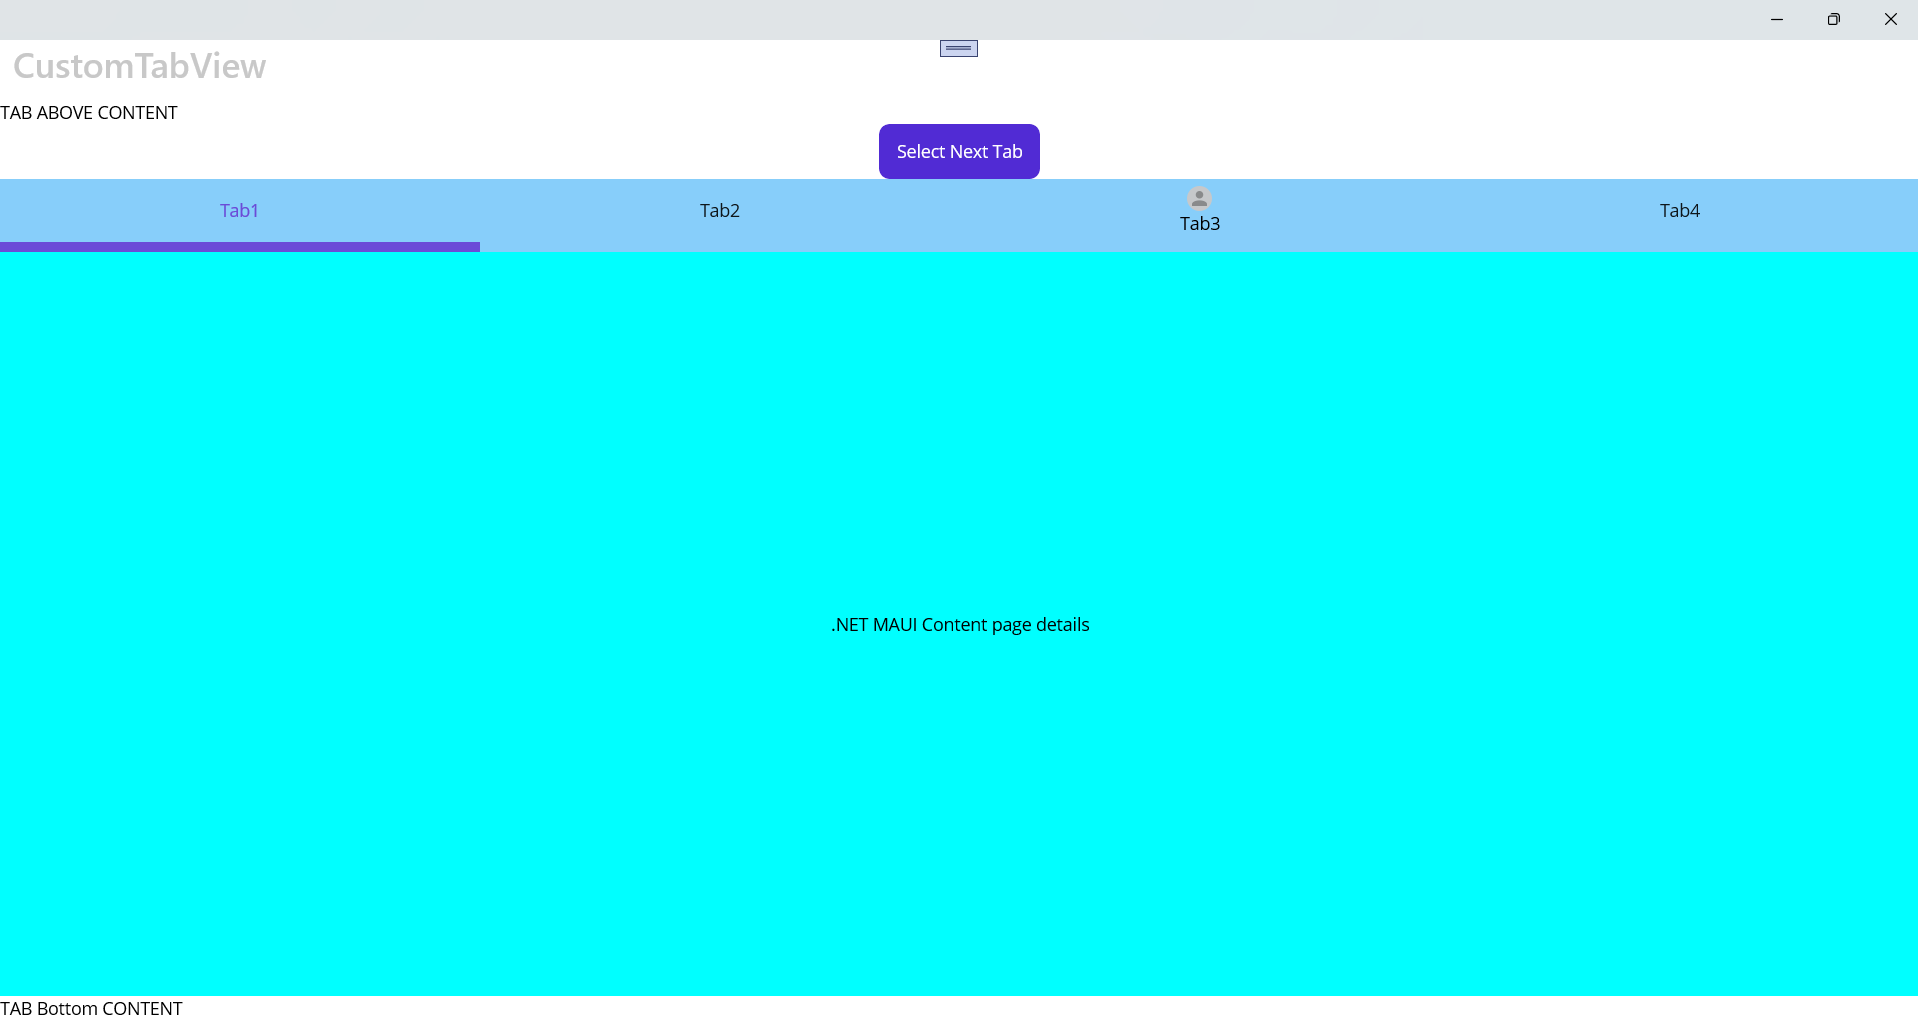 CustomTabView
TAB ABOVE CONTENT
Select Next Tab
Tab1
Tab2
Tab3
Tab4
.NET MAUI Content page details
TAB Bottom CONTENT